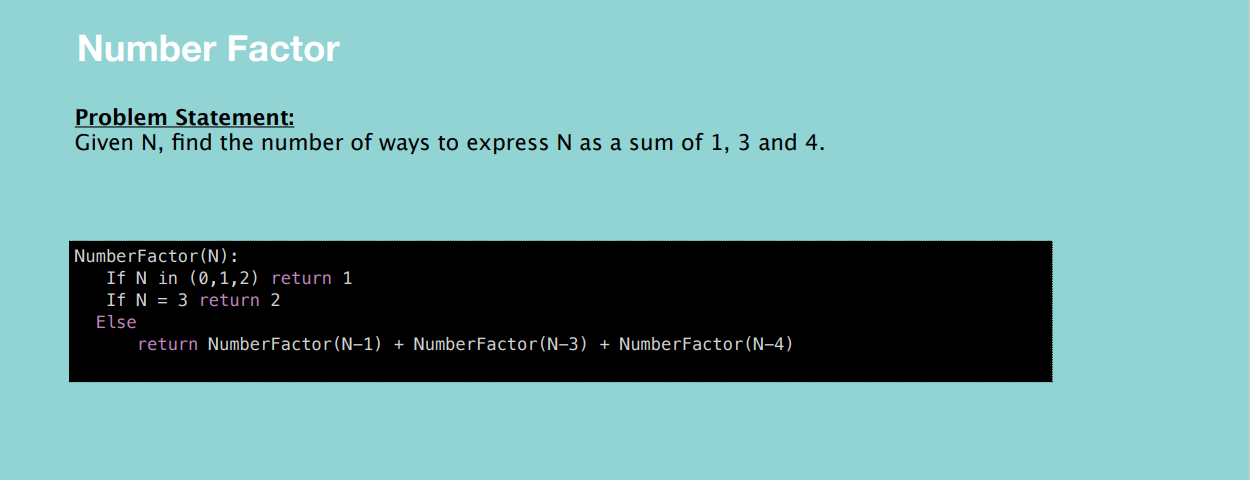 Number Factor
Problem Statement:
Given N, find the number of ways to express N as a sum of 1, 3 and 4.
NumberFactor(N):
If N in (0,1,2) return 1
If N = 3 return 2
Else
return NumberFactor(N-1) + NumberFactor(N-3) + NumberFactor(N-4)